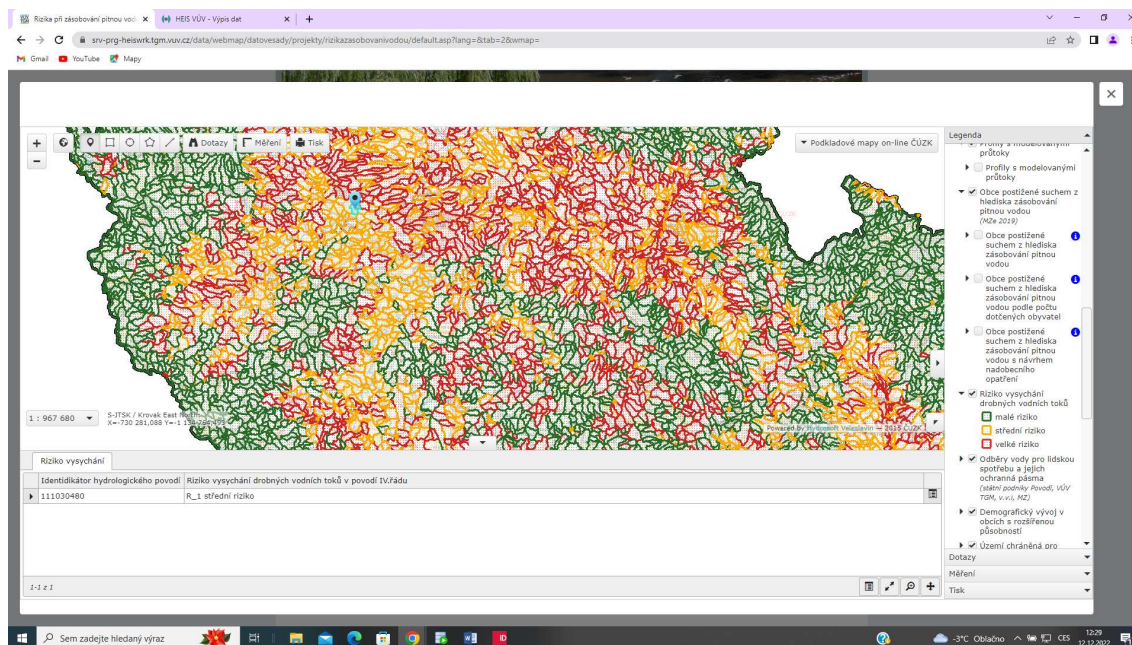 Rizika při zásobování pitnou vod
HEIS VÚV - Výpis dat
srv-prg-heiswrk.tgm.vuv.cz/data/webmap/datovesady/projekty/rizikazasobovanivodou/default.asp?lang=&tab=2&wmap=
Gmail
YouTube
Mapy
Dotazy
Měření
Tisk
Podkladové mapy on-line ČÚZK
1 : 967 680
S-JTSK / Krovak East North
X=-730 281,088 Y=-1
Powered by Hydrosoft Veleslavín — 2015 ČÚZK
Legenda
Profily s modelovanými
průtoky
Profily s modelovanými
průtoky
Obce postižené suchem z
hlediska zásobování
pitnou vodou
(MZe 2019)
Obce postižené
suchem z hlediska
zásobování pitnou
vodou
Obce postižené
suchem z hlediska
zásobování pitnou
vodou podle počtu
dotčených obyvatel
Obce postižené
suchem z hlediska
zásobování pitnou
vodou s návrhem
nadobecního
opatření
Riziko vysychání
drobných vodních toků
malé riziko
střední riziko
velké riziko
Odběry vody pro lidskou
spotřebu a jejich
ochranná pásma
(státní podniky Povodí, VÚV
TGM, v.v.i, MZ)
Demografický vývoj v
obcích s rozšířenou
působností
Území chráněná pro
Dotazy
Měření
Tisk
Riziko vysychání
Identidikátor hydrologického povodí
Riziko vysychání drobných vodních toků v povodí IV.řádu
111030480
R_1 střední riziko
1-1 z 1
Sem zadejte hledaný výraz
-3°C Oblačno
CES
12:29
12.12.2022